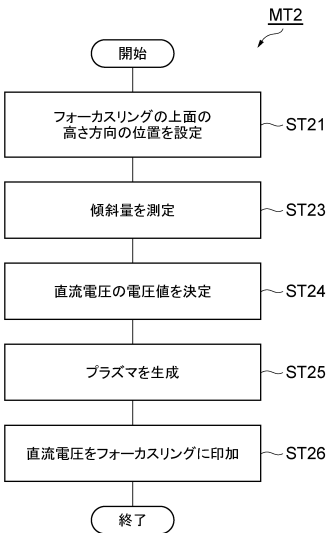 MT2
開始
フォーカスリングの上面の
高さ方向の位置を設定
ST21
傾斜量を測定
ST23
直流電圧の電圧値を決定
ST24
プラズマを生成
ST25
直流電圧をフォーカスリングに印加
ST26
終了